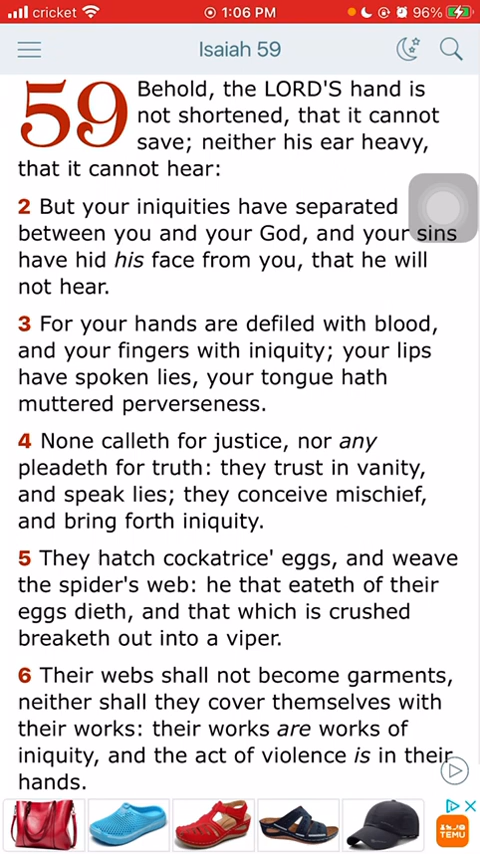 cricket 1:06 PM 96%
Isaiah 59
59 Behold, the LORD'S hand is
not shortened, that it cannot
save; neither his ear heavy,
that it cannot hear:
2 But your iniquities have separated
between you and your God, and your sins
have hid his face from you, that he will
not hear.
3 For your hands are defiled with blood,
and your fingers with iniquity; your lips
have spoken lies, your tongue hath
muttered perverseness.
4 None calleth for justice, nor any
pleadeth for truth: they trust in vanity,
and speak lies; they conceive mischief,
and bring forth iniquity.
5 They hatch cockatrice' eggs, and weave
the spider's web: he that eateth of their
eggs dieth, and that which is crushed
breaketh out into a viper.
6 Their webs shall not become garments,
neither shall they cover themselves with
their works: their works are works of
iniquity, and the act of violence is in their
hands.
TEMU